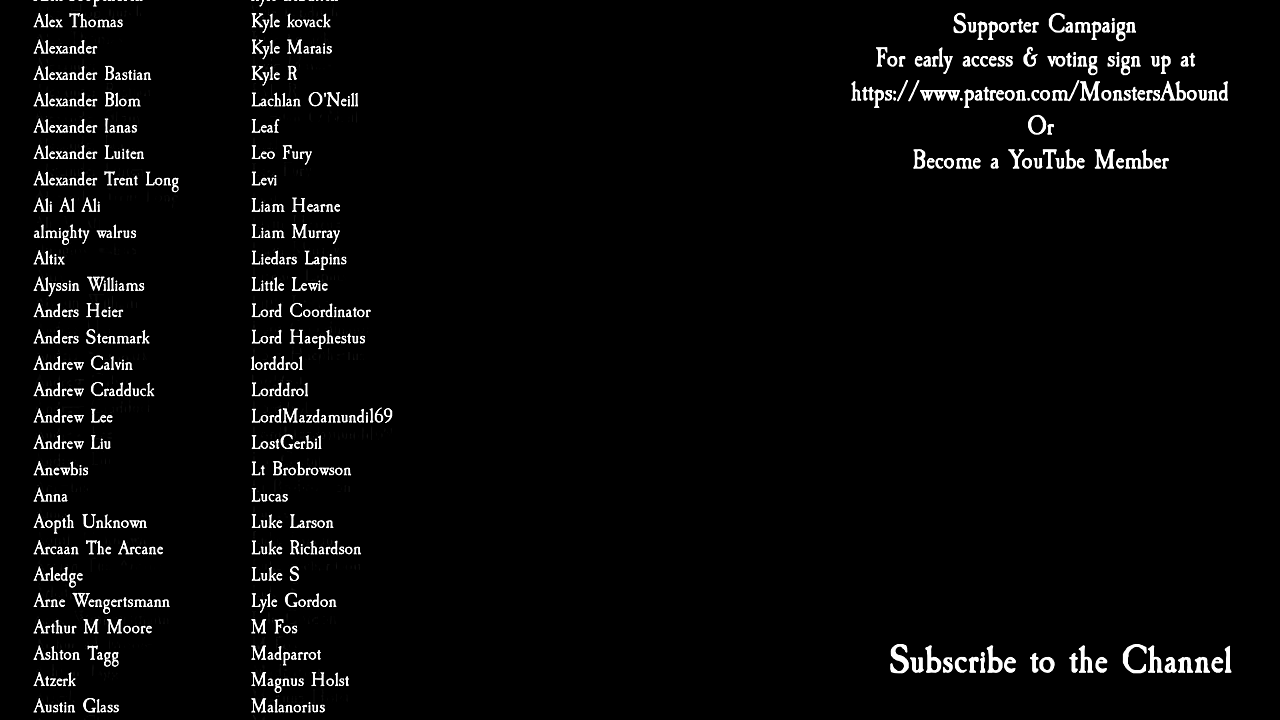 Alex Thomas
Alexander
Alexander Bastian
Alexander Blom
Alexander Ianas
Alexander Luiten
Alexander Trent Long
Ali Al Ali
almighty walrus
Altix
Alyssin Williams
Anders Heier
Anders Stenmark
Andrew Calvin
Andrew Cradduck
Andrew Lee
Andrew Liu
Anewbis
Anna
Aopth Unknown
Arcaan The Arcane
Arledge
Arne Wengertsmann
Arthur M Moore
Ashton Tagg
Atzerk
Austin Glass
Kyle kovack
Kyle Marais
Kyle R
Lachlan O'Neill
Leaf
Leo Fury
Levi
Liam Hearne
Liam Murray
Liedars Lapins
Little Lewie
Lord Coordinator
Lord Haephestus
lorddrol
Lorddrol
LordMazdamundi169
LostGerbil
Lt Brobrowson
Lucas
Luke Larson
Luke Richardson
Luke S
Lyle Gordon
M Fos
Madparrot
Magnus Holst
Malanorius
Supporter Campaign
For early access & voting sign up at
https://www.patreon.com/MonstersAbound
Or
Become a YouTube Member
Subscribe to the Channel